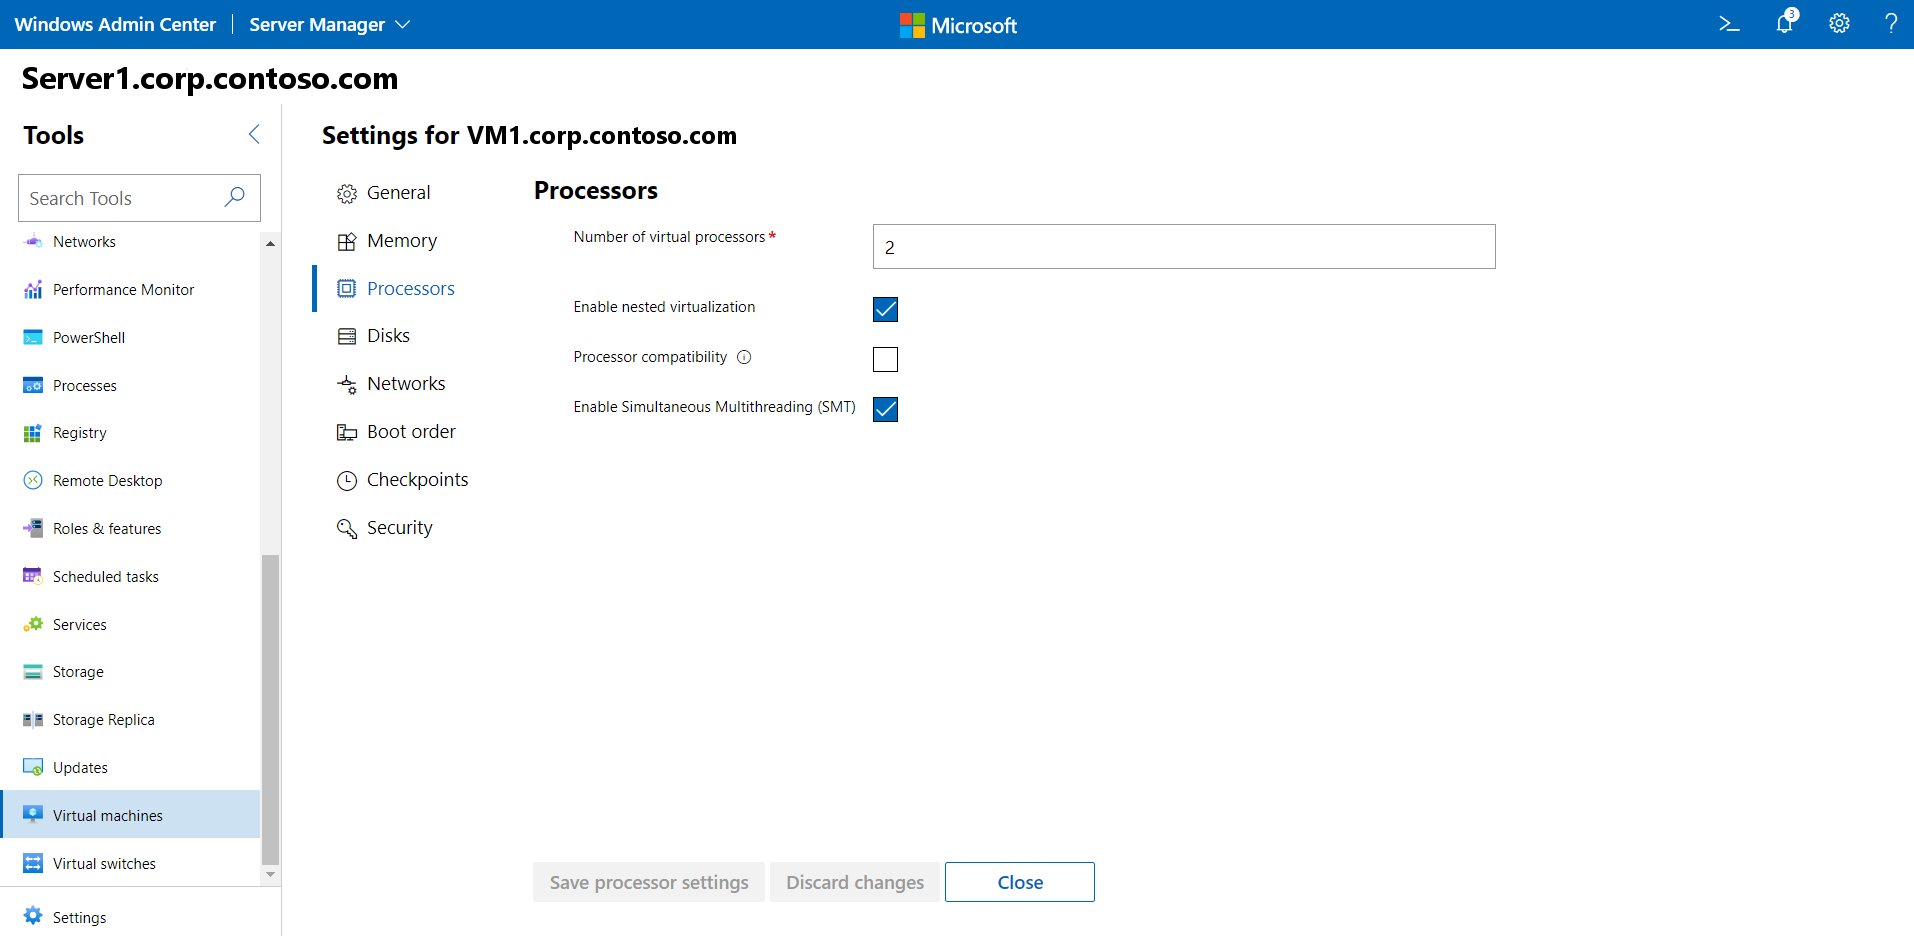 Windows Admin Center
Server Manager
Microsoft
3
Server1.corp.contoso.com
Tools
Search Tools
Networks
Performance Monitor
PowerShell
Processes
Registry
Remote Desktop
Roles & features
Scheduled tasks
Services
Storage
Storage Replica
Updates
Virtual machines
Virtual switches
Settings
Settings for VM1.corp.contoso.com
General
Memory
Processors
Disks
Networks
Boot order
Checkpoints
Security
Processors
Number of virtual processors*
2
Enable nested virtualization
Processor compatibility
Enable Simultaneous Multithreading (SMT)
Save processor settings
Discard changes
Close